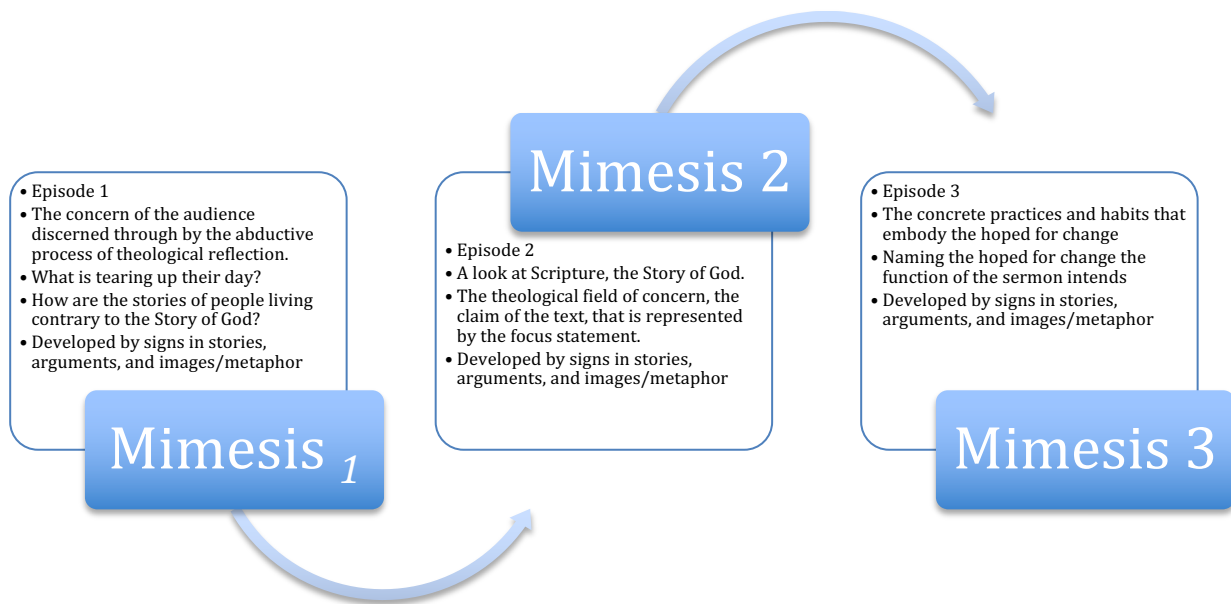 • Episode 1
• The concern of the audience
discerned through by the abductive
process of theological reflection.
• What is tearing up their day?
• How are the stories of people living
contrary to the Story of God?
• Developed by signs in stories,
arguments, and images/metaphor
Mimesis 1
Mimesis 2
• Episode 2
• A look at Scripture, the Story of God.
• The theological field of concern, the
claim of the text, that is represented
by the focus statement.
• Developed by signs in stories,
arguments, and images/metaphor
• Episode 3
• The concrete practices and habits that
embody the hoped for change
• Naming the hoped for change the
function of the sermon intends
• Developed by signs in stories,
arguments, and images/metaphor
Mimesis 3